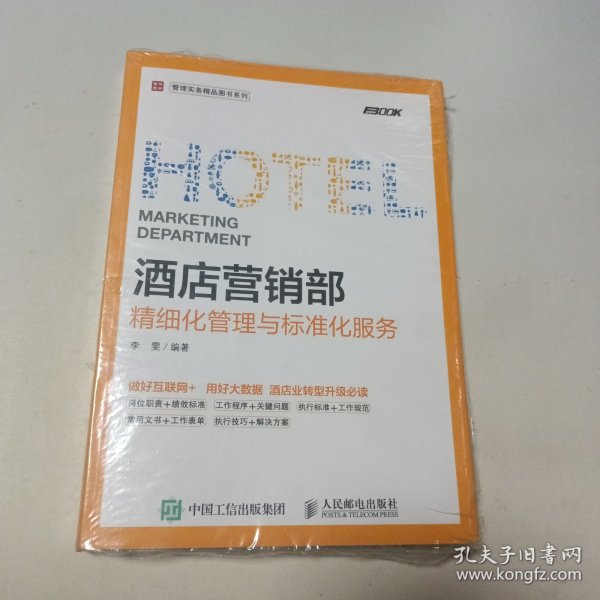 管理实务精品图书系列
BOOK
HOTEL
MARKETING
DEPARTMENT
酒店营销部
精细化管理与标准化服务
李 雯/编著
做好互联网+ 用好大数据 酒店业转型升级必读
岗位职责+绩效标准 工作程序+关键问题 执行标准+工作规范
常用文书+工作表单 执行技巧+解决方案
中国工信出版集团
人民邮电出版社
POSTS & TELECOM PRESS
孔夫子旧书网
www.kongfz.com